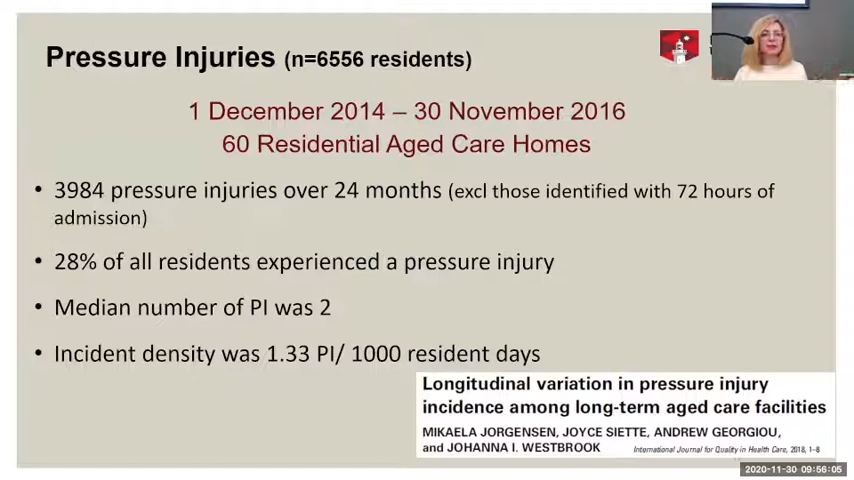 Pressure Injuries (n=6556 residents)
1 December 2014 – 30 November 2016
60 Residential Aged Care Homes
• 3984 pressure injuries over 24 months (excl those identified with 72 hours of
admission)
• 28% of all residents experienced a pressure injury
• Median number of PI was 2
• Incident density was 1.33 PI/ 1000 resident days
Longitudinal variation in pressure injury
incidence among long-term aged care facilities
MIKAELA JORGENSEN, JOYCE SIETTE, ANDREW GEORGIOU,
and JOHANNA I. WESTBROOK International Journal for Quality in Health Care, 2018, 1–8
2020-11-30 09:56:05